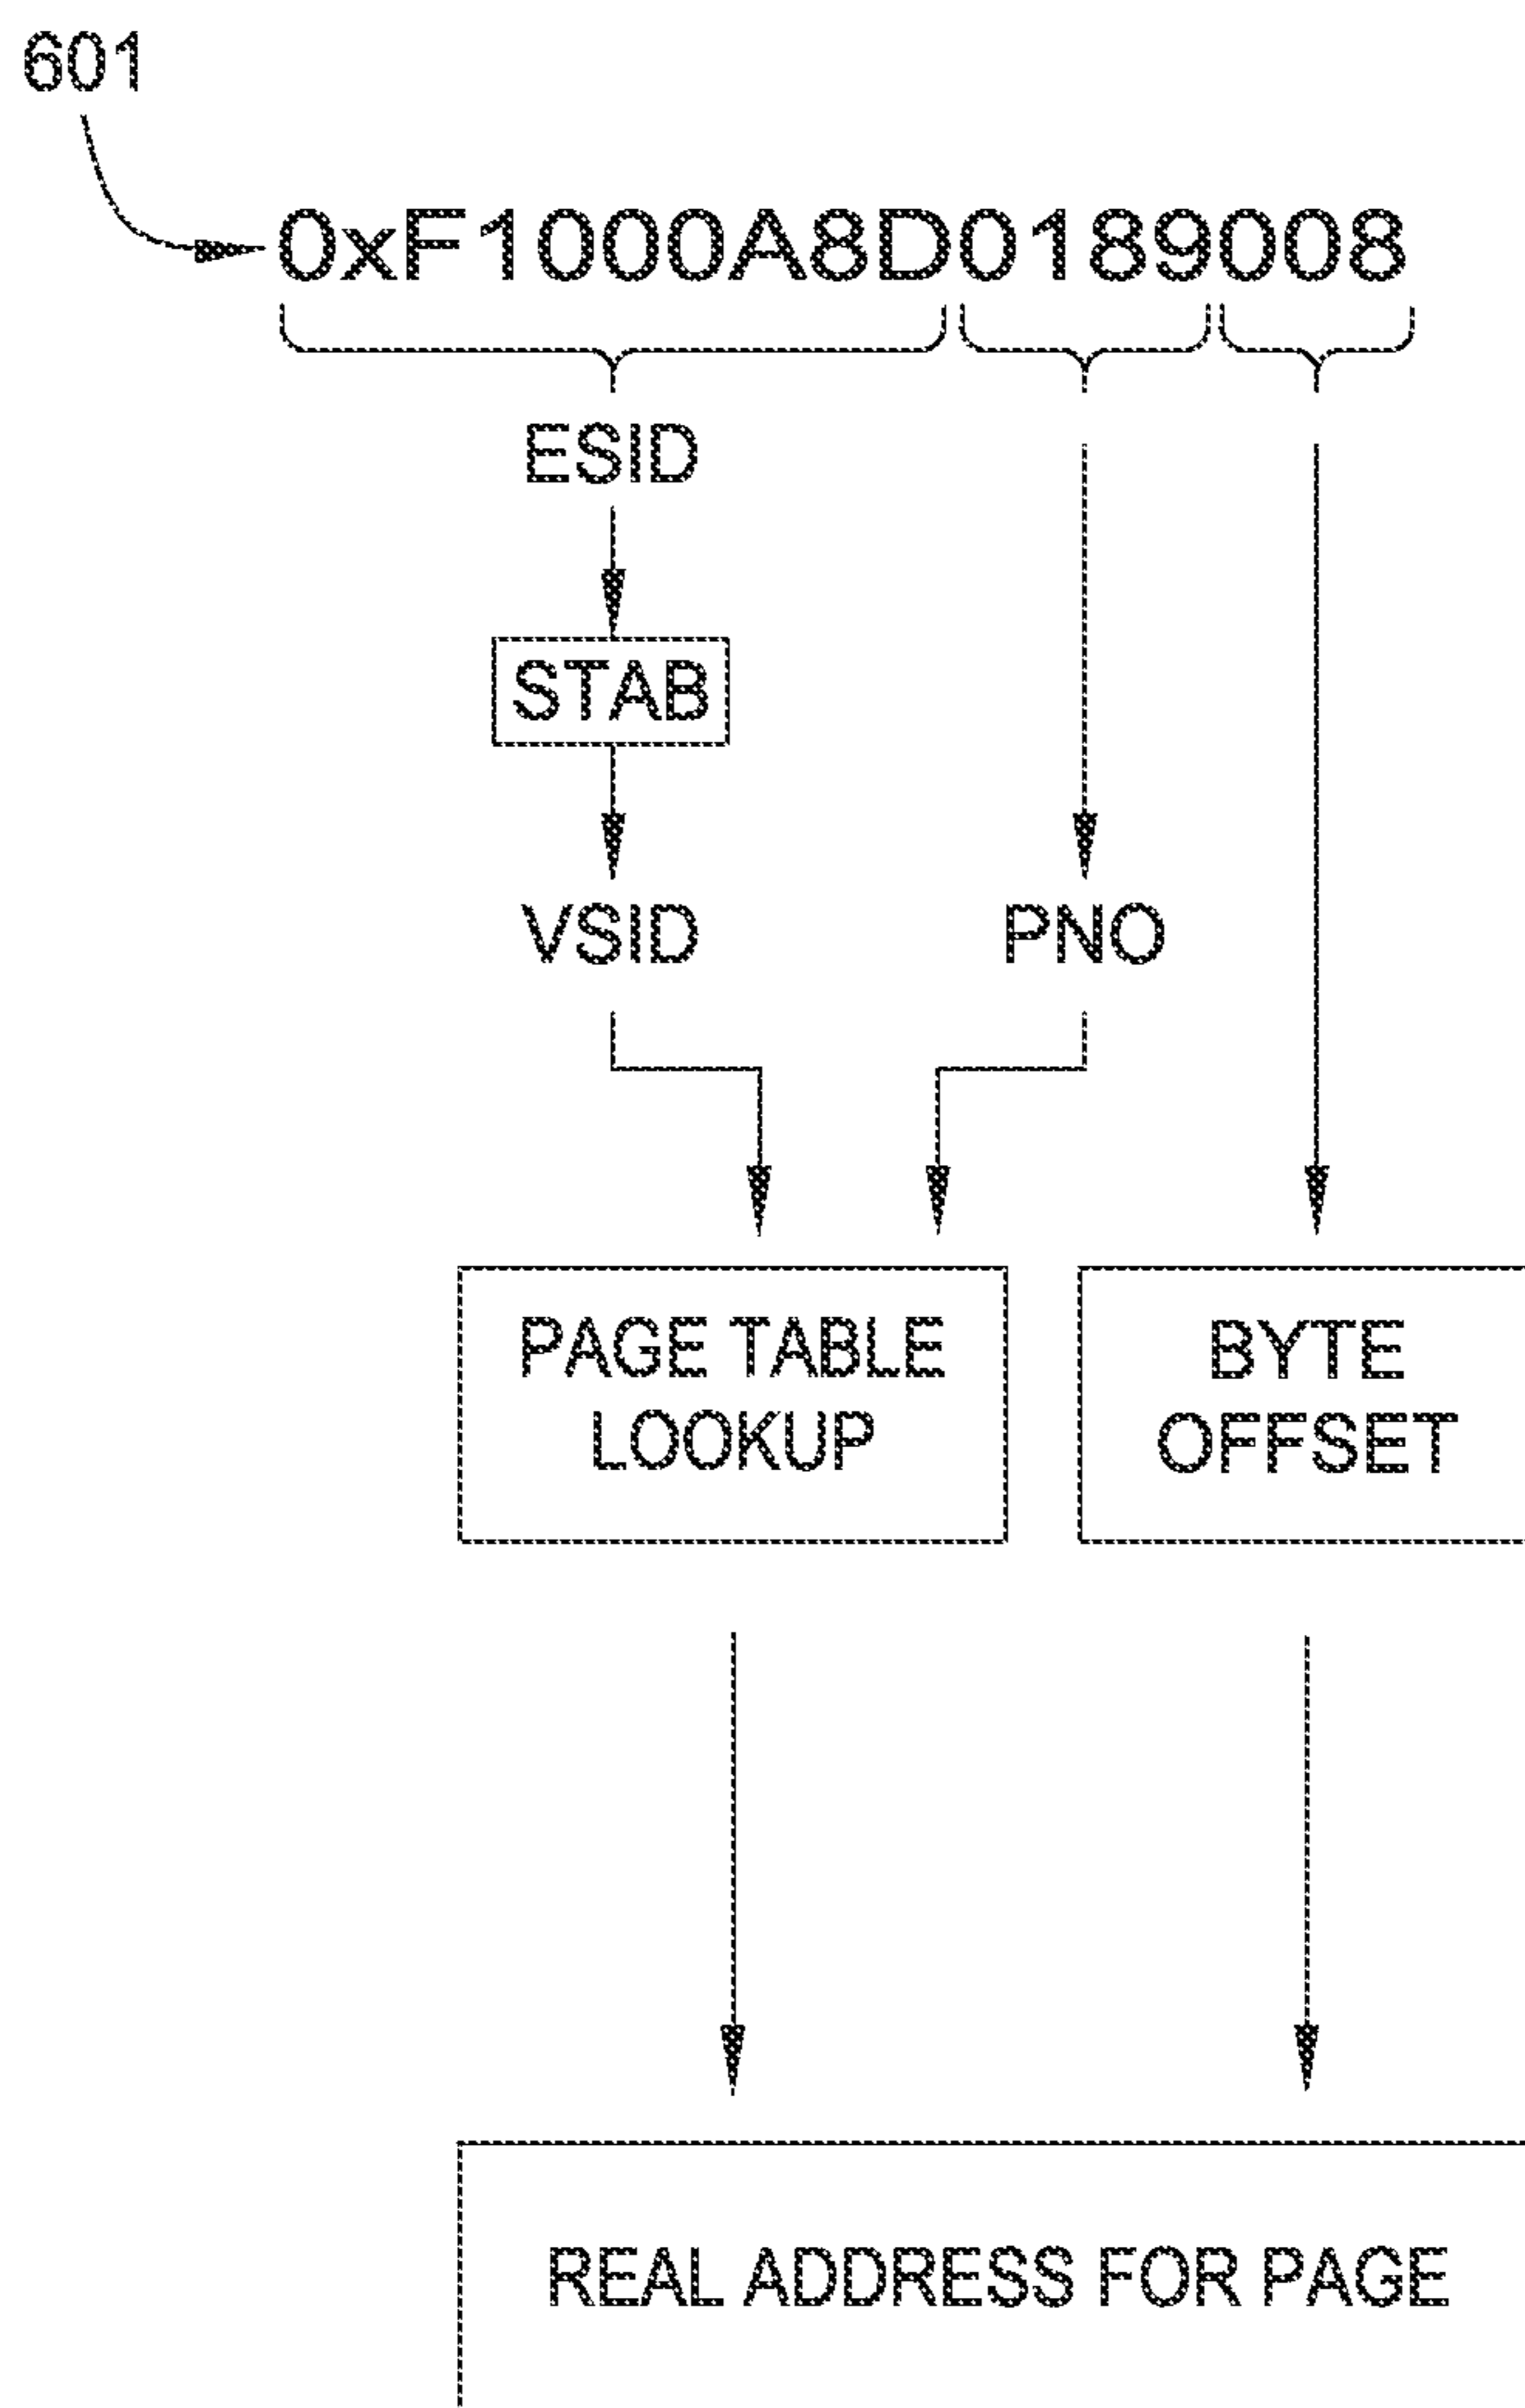 601
0xF1000A8D0189008
ESID
STAB
VSID PNO
PAGE TABLE
LOOKUP
BYTE
OFFSET
REAL ADDRESS FOR PAGE